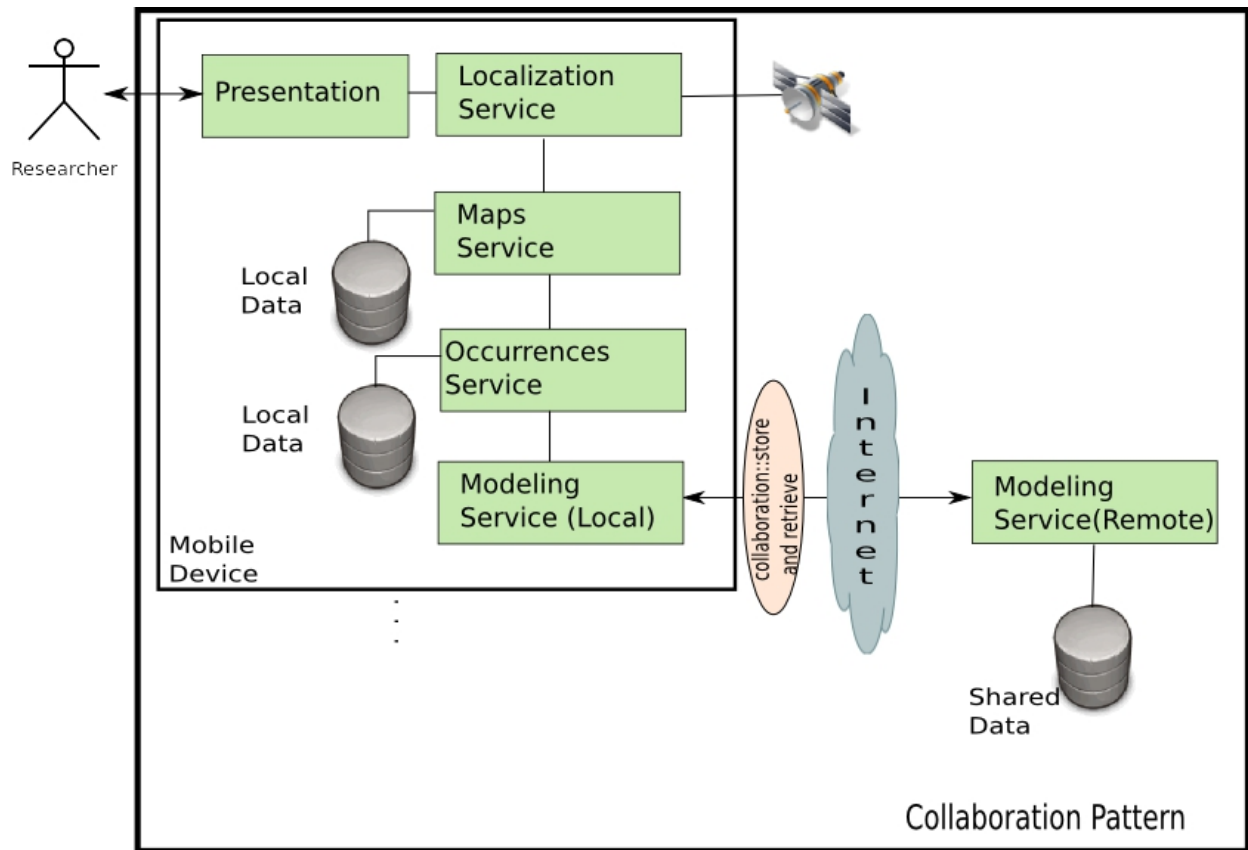 Researcher
Presentation
Localization
Service
Maps
Service
Local
Data
Occurrences
Service
Local
Data
Modeling
Service (Local)
Mobile
Device
collaboration::store
and retrieve
Internet
Modeling
Service(Remote)
Shared
Data
Collaboration Pattern